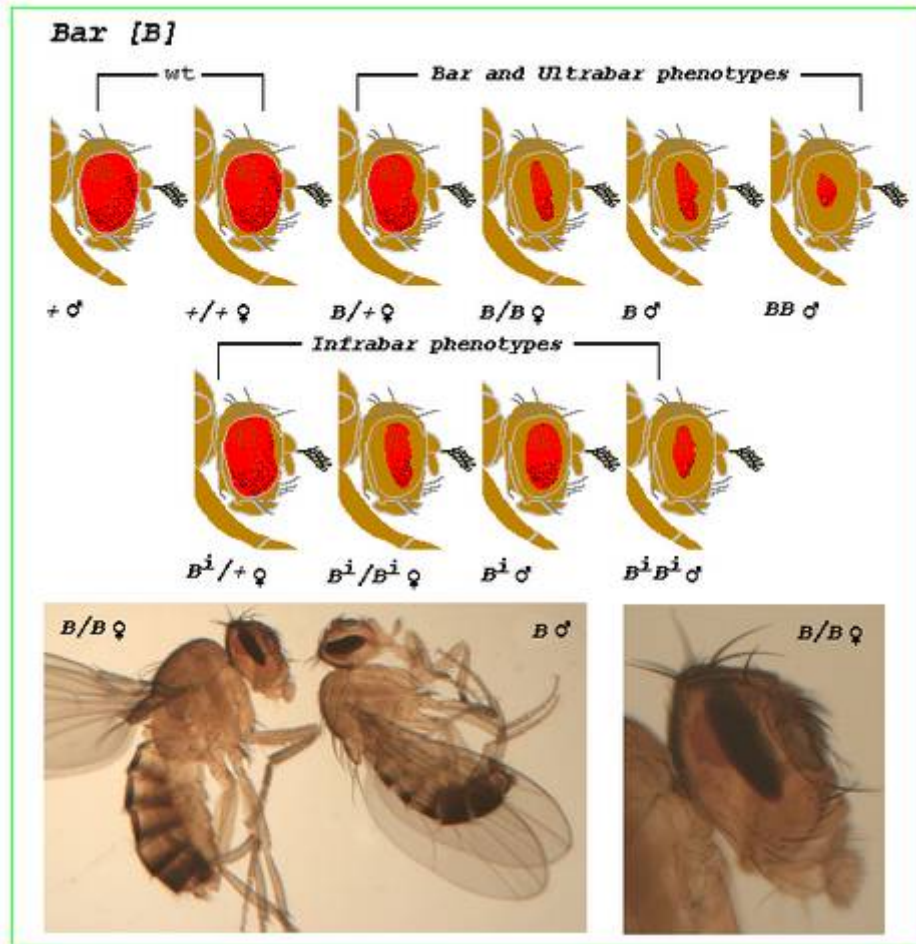 Bar [B]
wt
Bar and Ultrabar phenotypes
+ ♂
+/+ ♀
B/+ ♀
B/B ♀
B ♂
BB ♂
Infrabar phenotypes
Bⁱ/+ ♀
Bⁱ/Bⁱ ♀
Bⁱ ♂
BⁱBⁱ ♂
B/B ♀
B ♂
B/B ♀